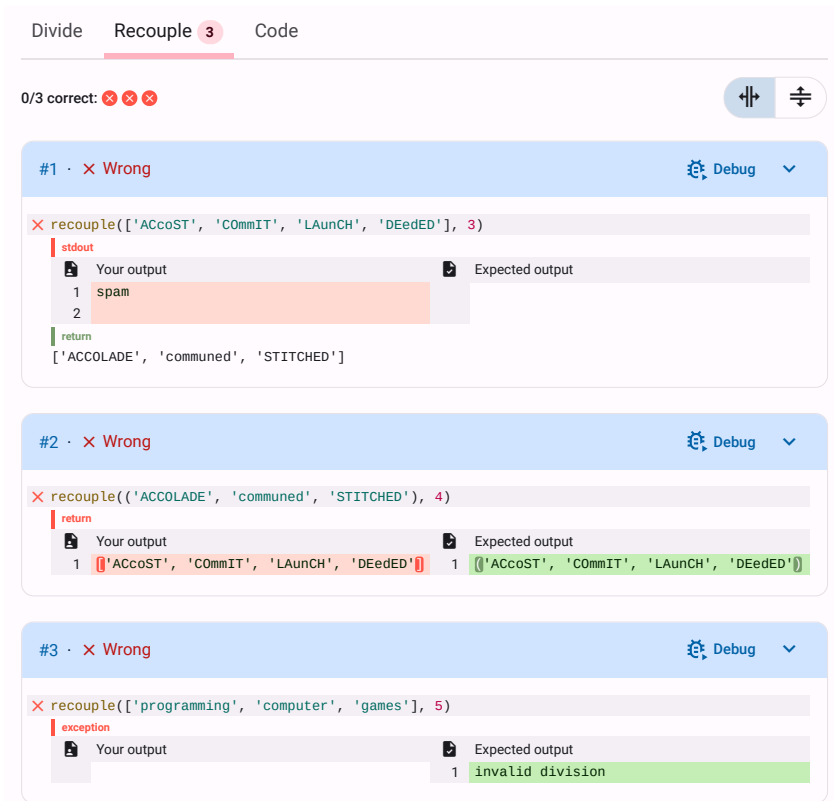 Divide Recouple 3 Code
0/3 correct:
#1 · × Wrong Debug
recouple(['ACcoST', 'COmmIT', 'LAunCH', 'DEedED'], 3)
stdout
Your output Expected output
1 spam
2
return
['ACCOLADE', 'communed', 'STITCHED']
#2 · × Wrong Debug
recouple(('ACCOLADE', 'communed', 'STITCHED'), 4)
return
Your output Expected output
1 ['ACcoST', 'COmmIT', 'LAunCH', 'DEedED'] 1 ('ACcoST', 'COmmIT', 'LAunCH', 'DEedED')
#3 · × Wrong Debug
recouple(['programming', 'computer', 'games'], 5)
exception
Your output Expected output
1 invalid division